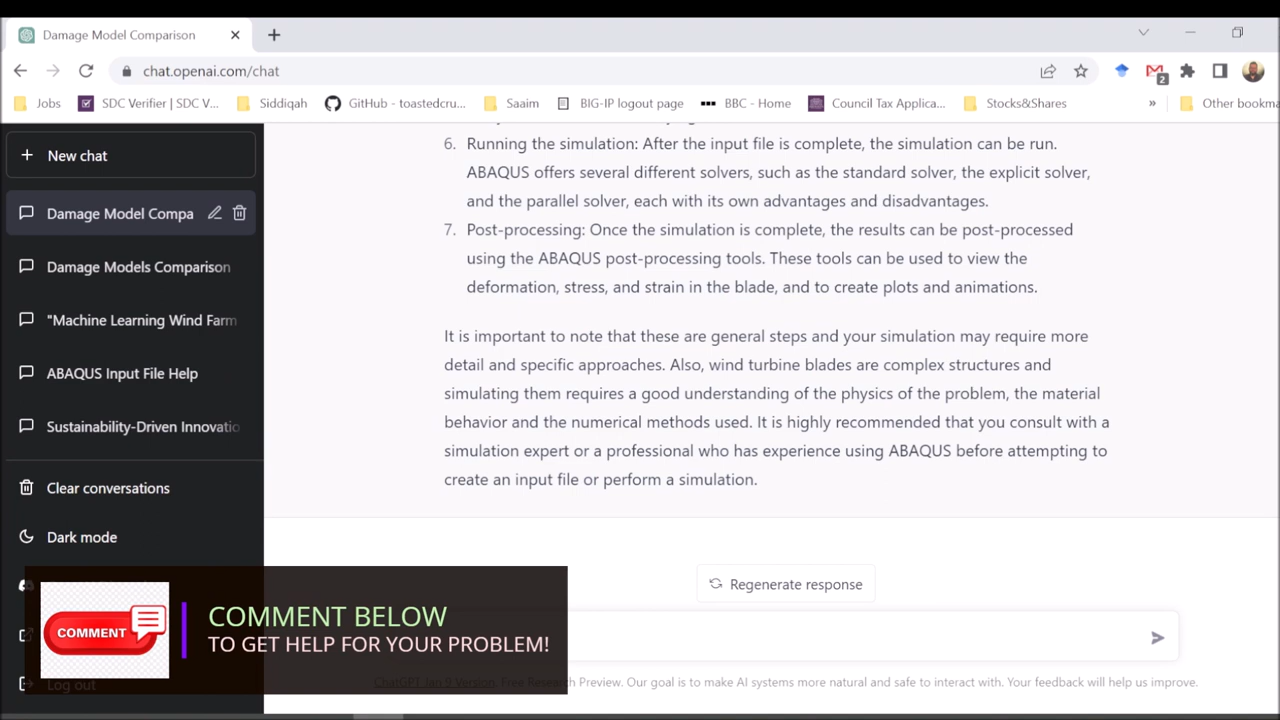 Damage Model Comparison
chat.openai.com/chat
2
Jobs
SDC Verifier | SDC V...
Siddiqah
GitHub - toastedcru...
Saaim
BIG-IP logout page
BBC - Home
Council Tax Applica...
Stocks&Shares
»
Other bookma
New chat
Damage Model Compa
Damage Models Comparison
"Machine Learning Wind Farm
ABAQUS Input File Help
Sustainability-Driven Innovatio
Clear conversations
Dark mode
Log out
6. Running the simulation: After the input file is complete, the simulation can be run.
ABAQUS offers several different solvers, such as the standard solver, the explicit solver,
and the parallel solver, each with its own advantages and disadvantages.
7. Post-processing: Once the simulation is complete, the results can be post-processed
using the ABAQUS post-processing tools. These tools can be used to view the
deformation, stress, and strain in the blade, and to create plots and animations.
It is important to note that these are general steps and your simulation may require more
detail and specific approaches. Also, wind turbine blades are complex structures and
simulating them requires a good understanding of the physics of the problem, the material
behavior and the numerical methods used. It is highly recommended that you consult with a
simulation expert or a professional who has experience using ABAQUS before attempting to
create an input file or perform a simulation.
Regenerate response
COMMENT
COMMENT BELOW
TO GET HELP FOR YOUR PROBLEM!
ChatGPT Jan 9 Version. Free Research Preview. Our goal is to make AI systems more natural and safe to interact with. Your feedback will help us improve.